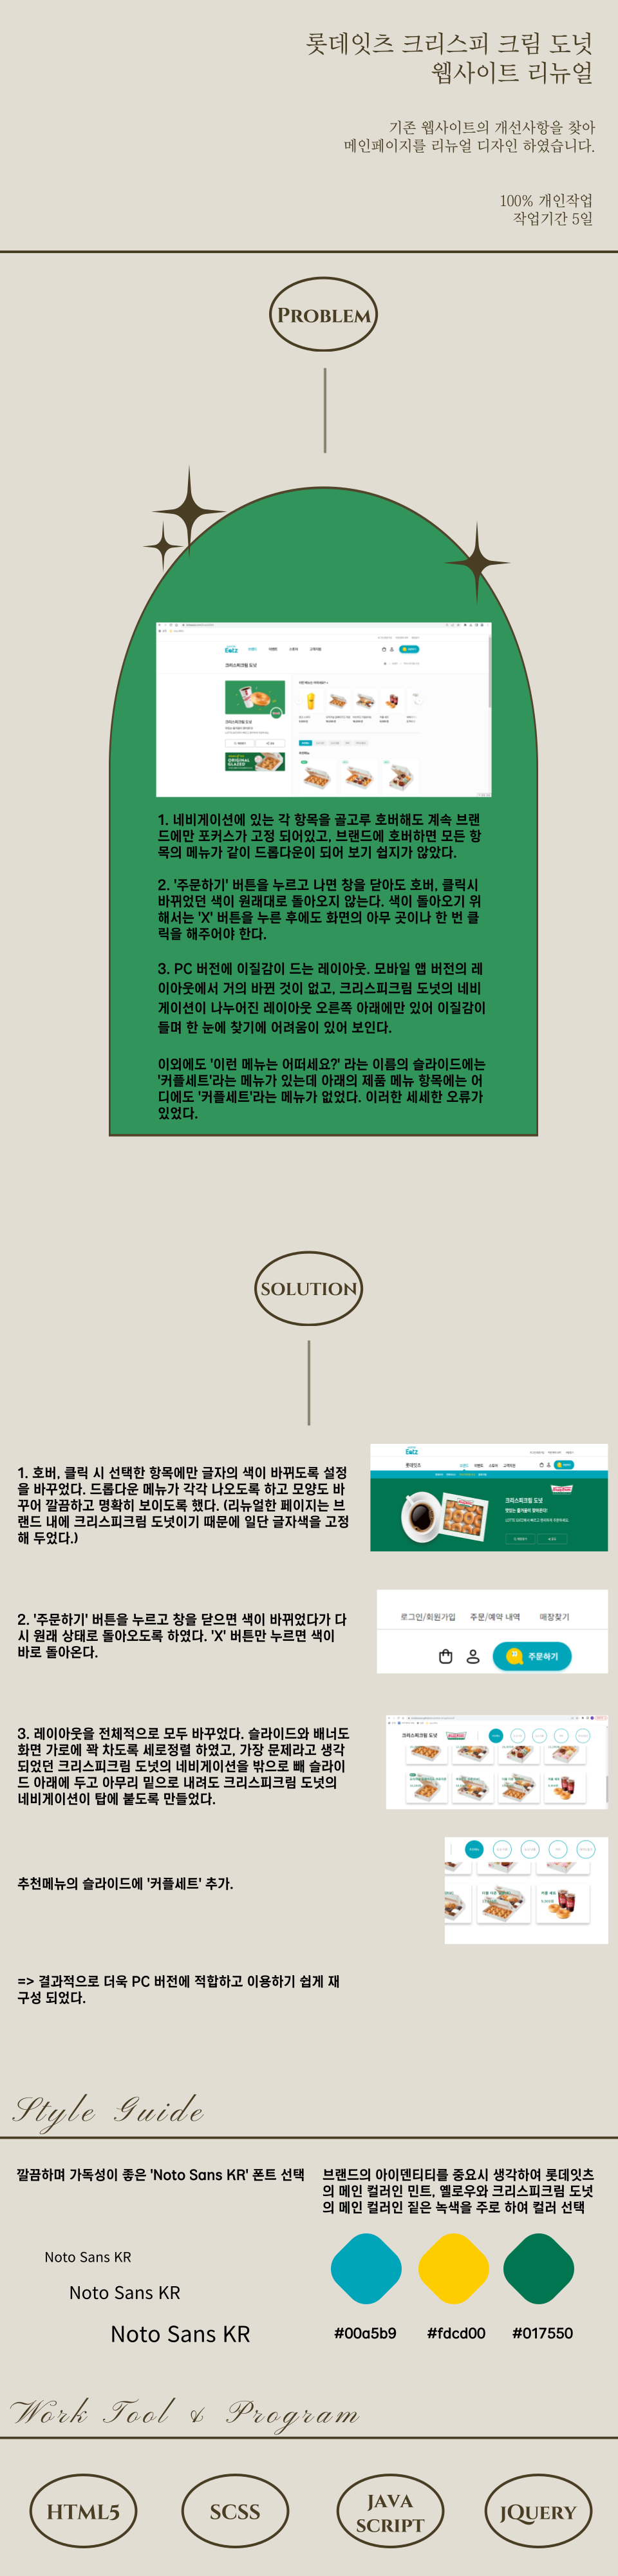 롯데잇츠 크리스피 크림 도넛
웹사이트 리뉴얼
기존 웹사이트의 개선사항을 찾아
메인페이지를 리뉴얼 디자인 하였습니다.
100% 개인작업
작업기간 5일
PROBLEM
1. 네비게이션에 있는 각 항목을 골고루 호버해도 계속 브랜
드에만 포커스가 고정 되어있고, 브랜드에 호버하면 모든 항
목의 메뉴가 같이 드롭다운이 되어 보기 쉽지가 않았다.
2. '주문하기' 버튼을 누르고 나면 창을 닫아도 호버, 클릭시
바뀌었던 색이 원래대로 돌아오지 않는다. 색이 돌아오기 위
해서는 'X' 버튼을 누른 후에도 화면의 아무 곳이나 한 번 클
릭을 해주어야 한다.
3. PC 버전에 이질감이 드는 레이아웃. 모바일 앱 버전의 레
이아웃에서 거의 바뀐 것이 없고, 크리스피크림 도넛의 네비
게이션이 나누어진 레이아웃 오른쪽 아래에만 있어 이질감이
들며 한 눈에 찾기에 어려움이 있어 보인다.
이외에도 '이런 메뉴는 어떠세요?' 라는 이름의 슬라이드에는
'커플세트'라는 메뉴가 있는데 아래의 제품 메뉴 항목에는 어
디에도 '커플세트'라는 메뉴가 없었다. 이러한 세세한 오류가
있었다.
SOLUTION
1. 호버, 클릭 시 선택한 항목에만 글자의 색이 바뀌도록 설정
을 바꾸었다. 드롭다운 메뉴가 각각 나오도록 하고 모양도 바
꾸어 깔끔하고 명확히 보이도록 했다. (리뉴얼한 페이지는 브
랜드 내에 크리스피크림 도넛이기 때문에 일단 글자색을 고정
해 두었다.)
Eatz
롯데잇츠 브랜드 이벤트 스토어 고객지원
크리스피크림 도넛
2. '주문하기' 버튼을 누르고 창을 닫으면 색이 바뀌었다가 다
시 원래 상태로 돌아오도록 하였다. 'X' 버튼만 누르면 색이
바로 돌아온다.
로그인/회원가입 주문/예약 내역 매장찾기
주문하기
3. 레이아웃을 전체적으로 모두 바꾸었다. 슬라이드와 배너도
화면 가로에 꽉 차도록 세로정렬 하였고, 가장 문제라고 생각
되었던 크리스피크림 도넛의 네비게이션을 밖으로 빼 슬라이
드 아래에 두고 아무리 밑으로 내려도 크리스피크림 도넛의
네비게이션이 탑에 붙도록 만들었다.
크리스피크림 도넛
추천메뉴의 슬라이드에 '커플세트' 추가.
=> 결과적으로 더욱 PC 버전에 적합하고 이용하기 쉽게 재
구성 되었다.
Style Guide
깔끔하며 가독성이 좋은 'Noto Sans KR' 폰트 선택
브랜드의 아이덴티티를 중요시 생각하여 롯데잇츠
의 메인 컬러인 민트, 옐로우와 크리스피크림 도넛
의 메인 컬러인 짙은 녹색을 주로 하여 컬러 선택
Noto Sans KR
Noto Sans KR
Noto Sans KR
#00a5b9 #fdcd00 #017550
Work Tool & Program
HTML5
SCSS
JAVA
SCRIPT
JQUERY